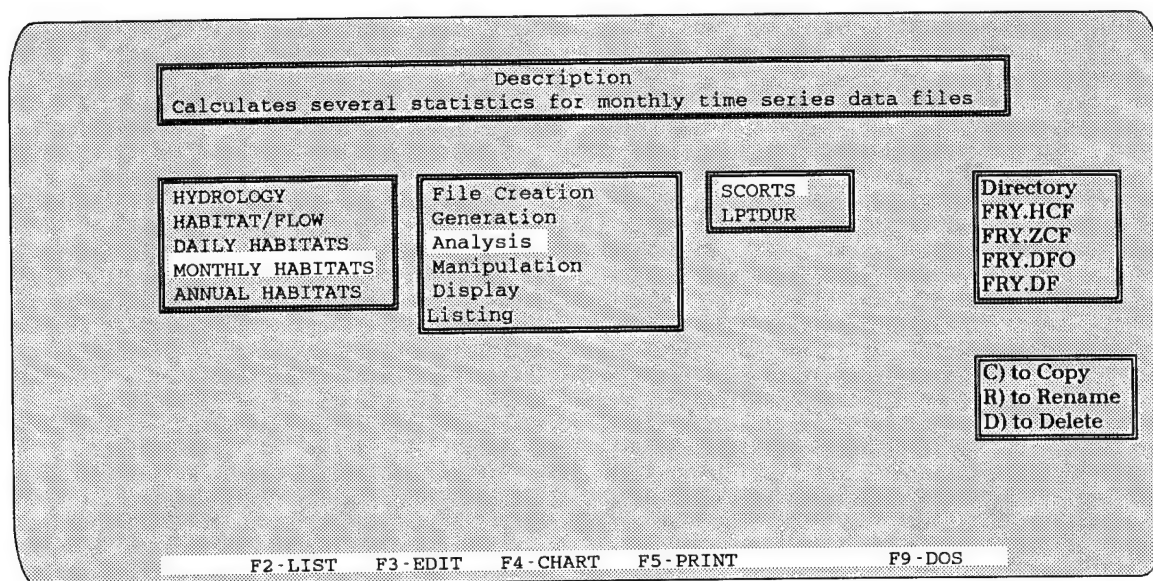 Description
Calculates several statistics for monthly time series data files
HYDROLOGY
HABITAT/FLOW
DAILY HABITATS
MONTHLY HABITATS
ANNUAL HABITATS
File Creation
Generation
Analysis
Manipulation
Display
Listing
SCORTS
LPTDUR
Directory
FRY.HCF
FRY.ZCF
FRY.DFO
FRY.DF
C) to Copy
R) to Rename
D) to Delete
F2-LIST F3-EDIT F4-CHART F5-PRINT F9-DOS